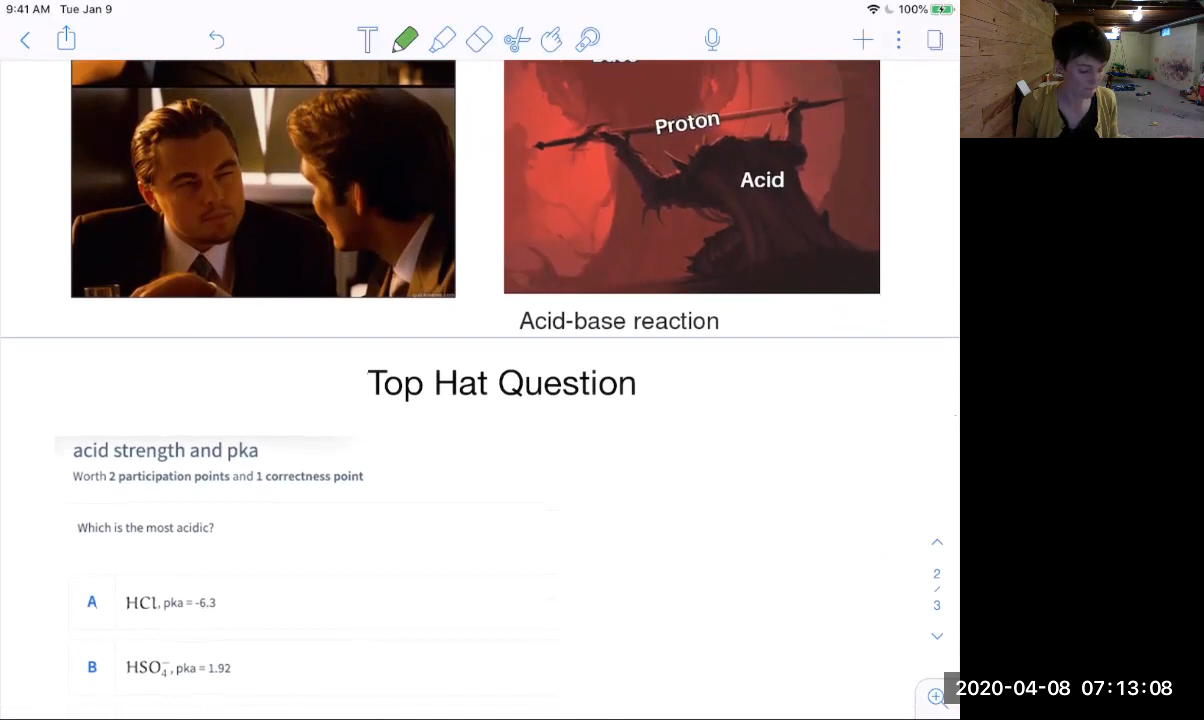 9:41 AM Tue Jan 9
100%
Proton
Acid
Acid-base reaction
Top Hat Question
acid strength and pka
Worth 2 participation points and 1 correctness point
Which is the most acidic?
A HCl, pka = -6.3
B HSO₄⁻, pka = 1.92
2
/
3
2020-04-08 07:13:08